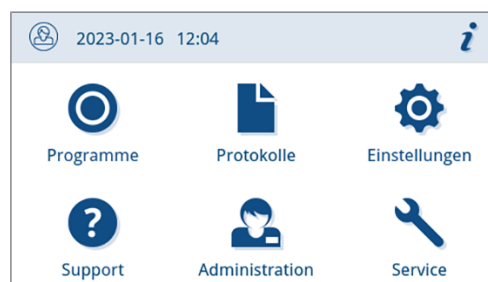 2023-01-16 12:04 i
Programme Protokolle Einstellungen
? 
Support Administration Service